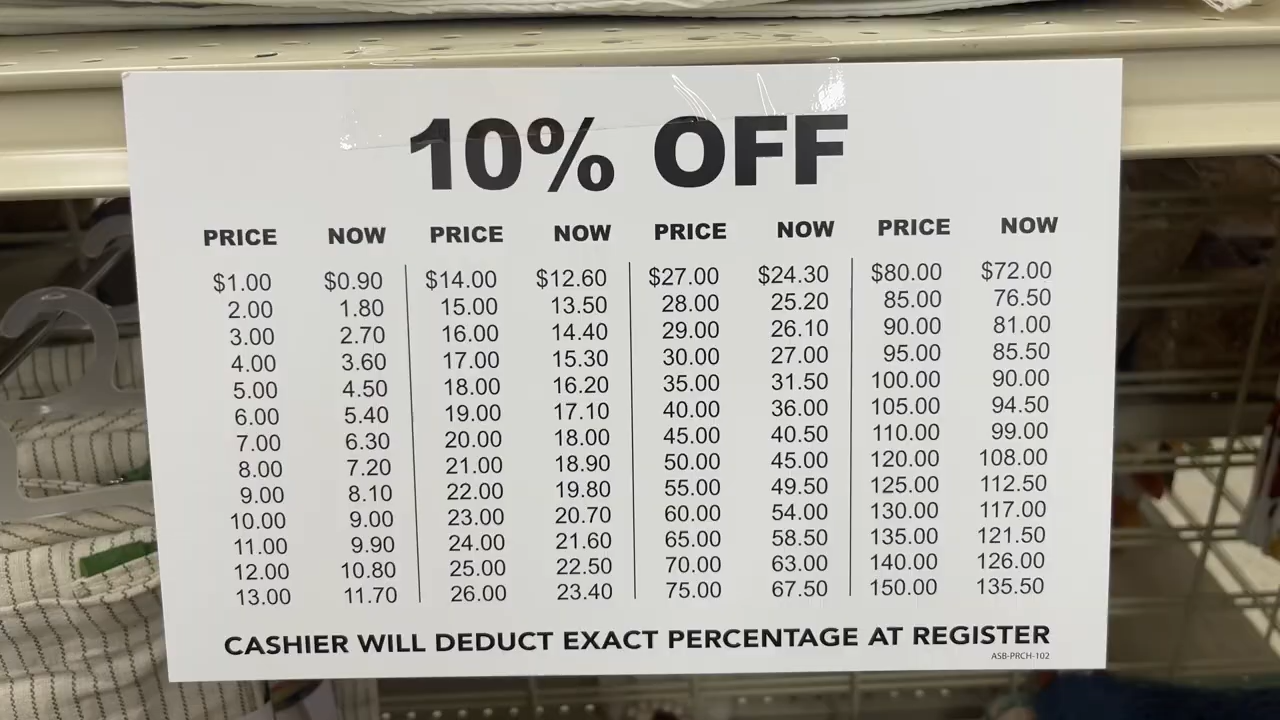 10% OFF
PRICE NOW PRICE NOW PRICE NOW PRICE NOW
$1.00 $0.90 $14.00 $12.60 $27.00 $24.30 $80.00 $72.00
2.00 1.80 15.00 13.50 28.00 25.20 85.00 76.50
3.00 2.70 16.00 14.40 29.00 26.10 90.00 81.00
4.00 3.60 17.00 15.30 30.00 27.00 95.00 85.50
5.00 4.50 18.00 16.20 35.00 31.50 100.00 90.00
6.00 5.40 19.00 17.10 40.00 36.00 105.00 94.50
7.00 6.30 20.00 18.00 45.00 40.50 110.00 99.00
8.00 7.20 21.00 18.90 50.00 45.00 120.00 108.00
9.00 8.10 22.00 19.80 55.00 49.50 125.00 112.50
10.00 9.00 23.00 20.70 60.00 54.00 130.00 117.00
11.00 9.90 24.00 21.60 65.00 58.50 135.00 121.50
12.00 10.80 25.00 22.50 70.00 63.00 140.00 126.00
13.00 11.70 26.00 23.40 75.00 67.50 150.00 135.50
CASHIER WILL DEDUCT EXACT PERCENTAGE AT REGISTER
ASB-PRCH-102